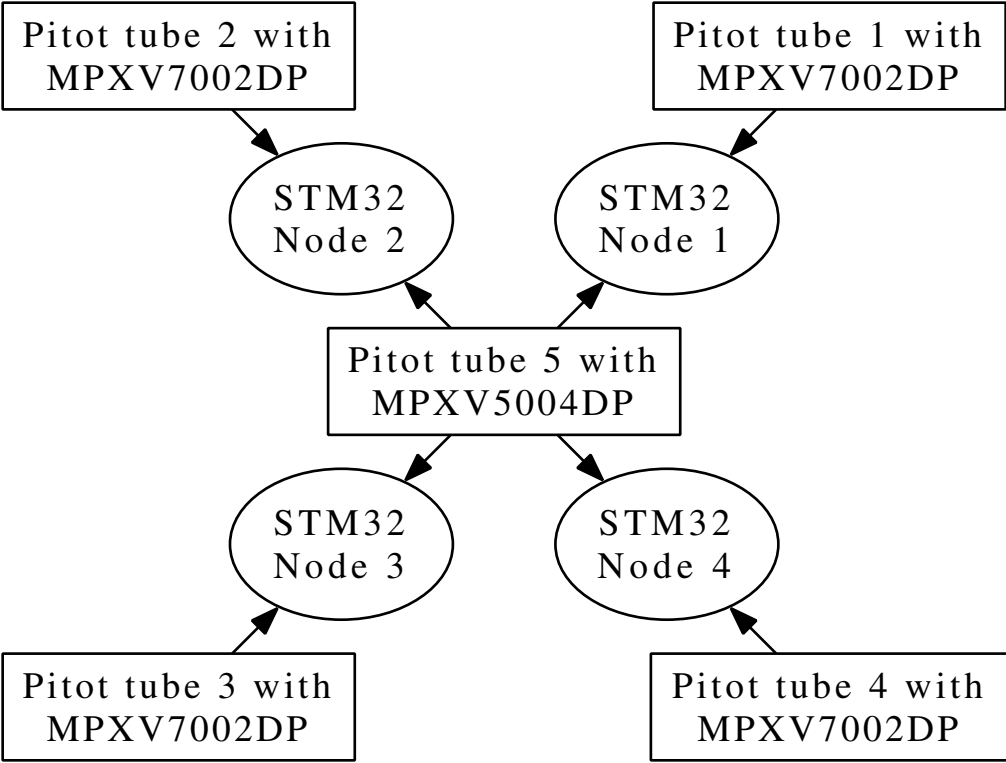 Pitot tube 2 with
MPXV7002DP
Pitot tube 1 with
MPXV7002DP
STM32
Node 2
STM32
Node 1
Pitot tube 5 with
MPXV5004DP
STM32
Node 3
STM32
Node 4
Pitot tube 3 with
MPXV7002DP
Pitot tube 4 with
MPXV7002DP